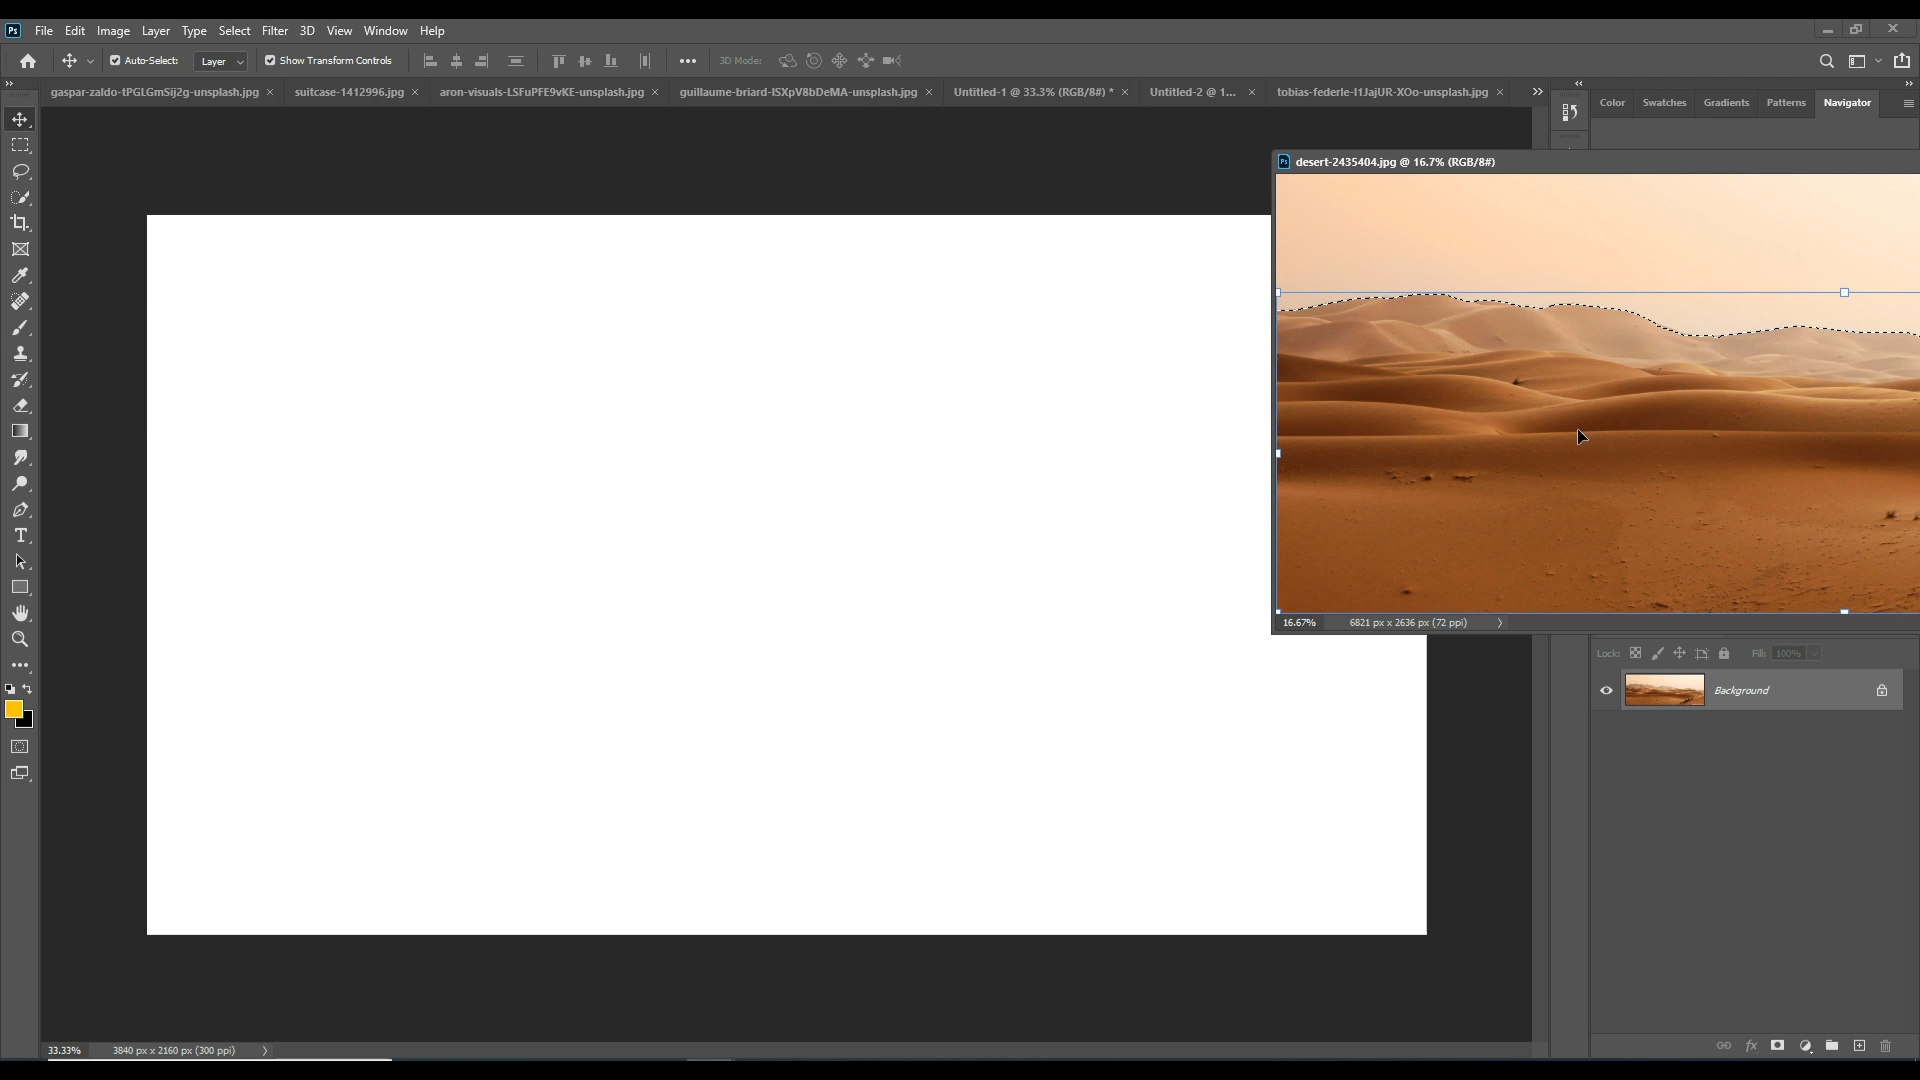 Ps File Edit Image Layer Type Select Filter 3D View Window Help
Auto-Select: Layer Show Transform Controls 3D Mode:
gaspar-zaldo-tPGLGmSij2g-unsplash.jpg suitcase-1412996.jpg aron-visuals-LSFuPFE9vKE-unsplash.jpg guillaume-briard-ISXpV8bDeMA-unsplash.jpg Untitled-1 @ 33.3% (RGB/8#) * Untitled-2 @ 1... tobias-federle-I1JajUR-XOo-unsplash.jpg
Color Swatches Gradients Patterns Navigator
Ps desert-2435404.jpg @ 16.7% (RGB/8#)
16.67% 6821 px x 2636 px (72 ppi)
Lock: Fill: 100%
Background
33.33% 3840 px x 2160 px (300 ppi)
fx